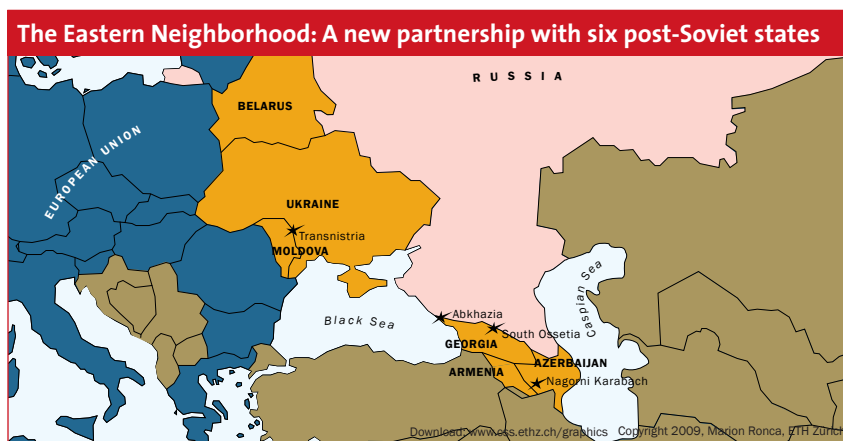 The Eastern Neighborhood: A new partnership with six post-Soviet states
RUSSIA
BELARUS
EUROPEAN UNION
UKRAINE
Transnistria
MOLDOVA
Caspian Sea
Black Sea
Abkhazia
South Ossetia
GEORGIA
AZERBAIJAN
ARMENIA
Nagorni Karabach
Download: www.css.ethz.ch/graphics Copyright 2009, Marion Ronca, ETH Zurich